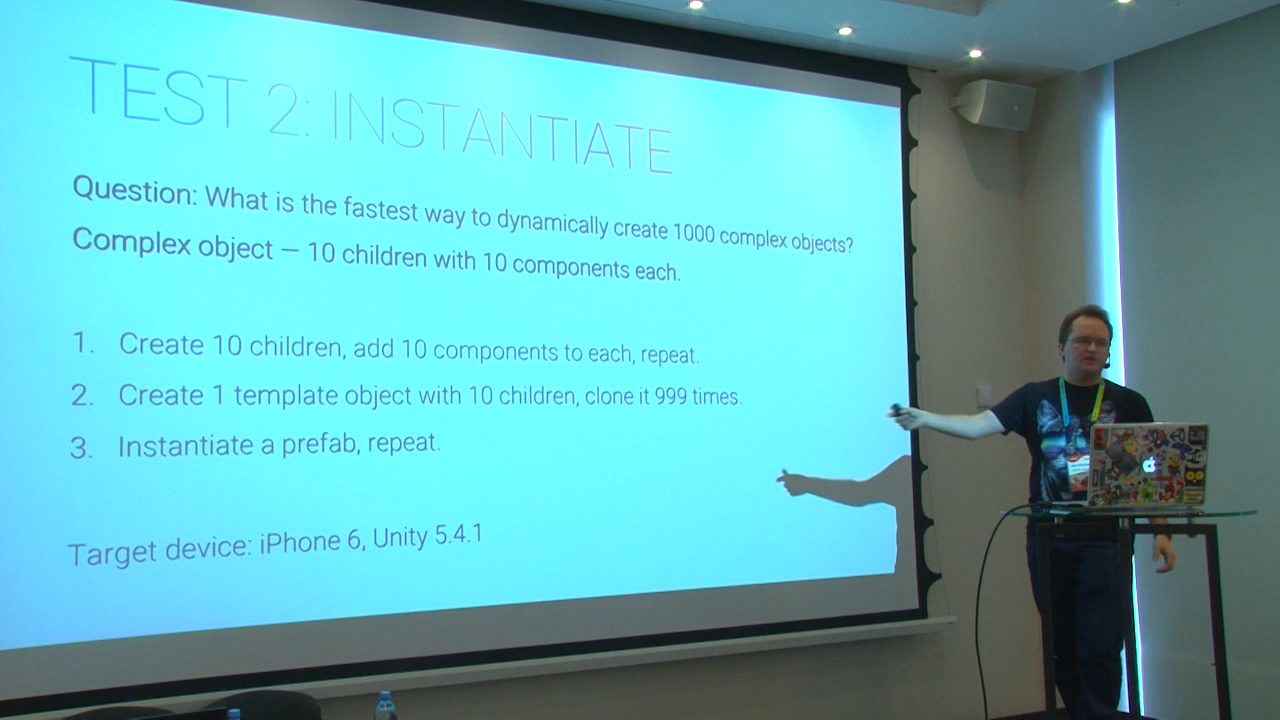 TEST 2: INSTANTIATE
Question: What is the fastest way to dynamically create 1000 complex objects?
Complex object — 10 children with 10 components each.
1. Create 10 children, add 10 components to each, repeat.
2. Create 1 template object with 10 children, clone it 999 times.
3. Instantiate a prefab, repeat.
Target device: iPhone 6, Unity 5.4.1